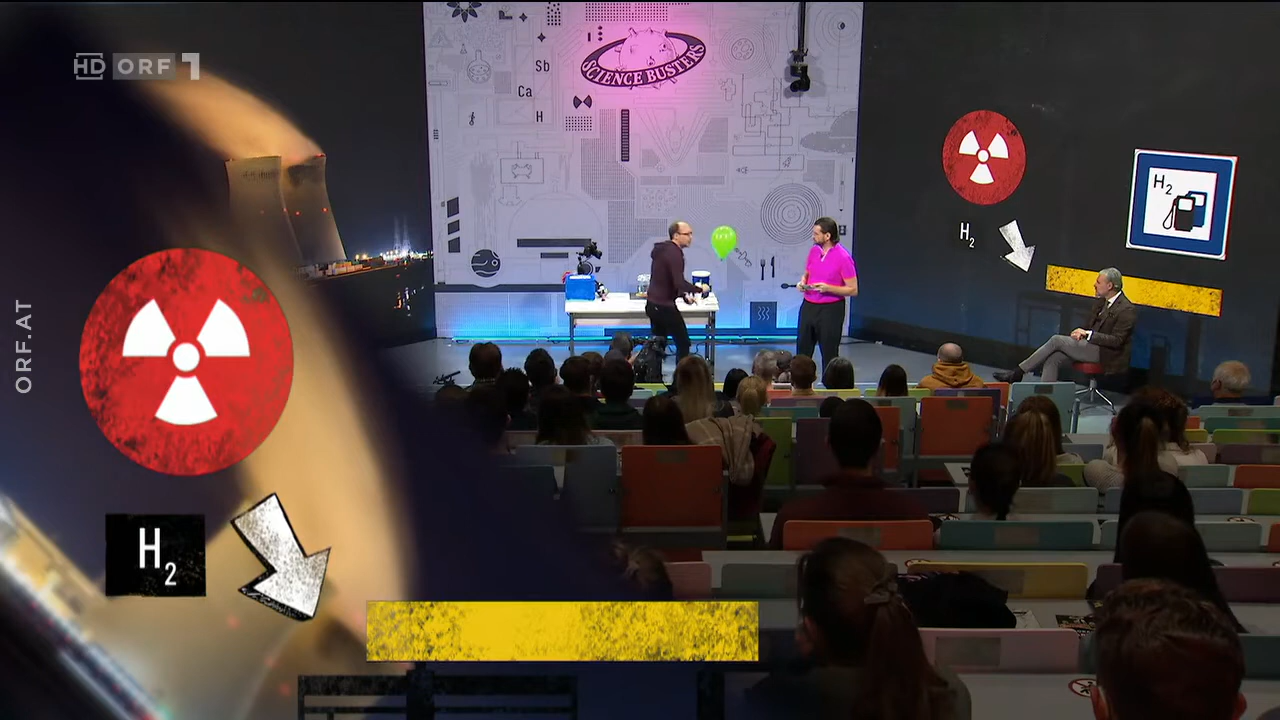 HD ORF 1
ORF.AT
SCIENCE BUSTERS
Sb
Ca
H
H2
H2
H2